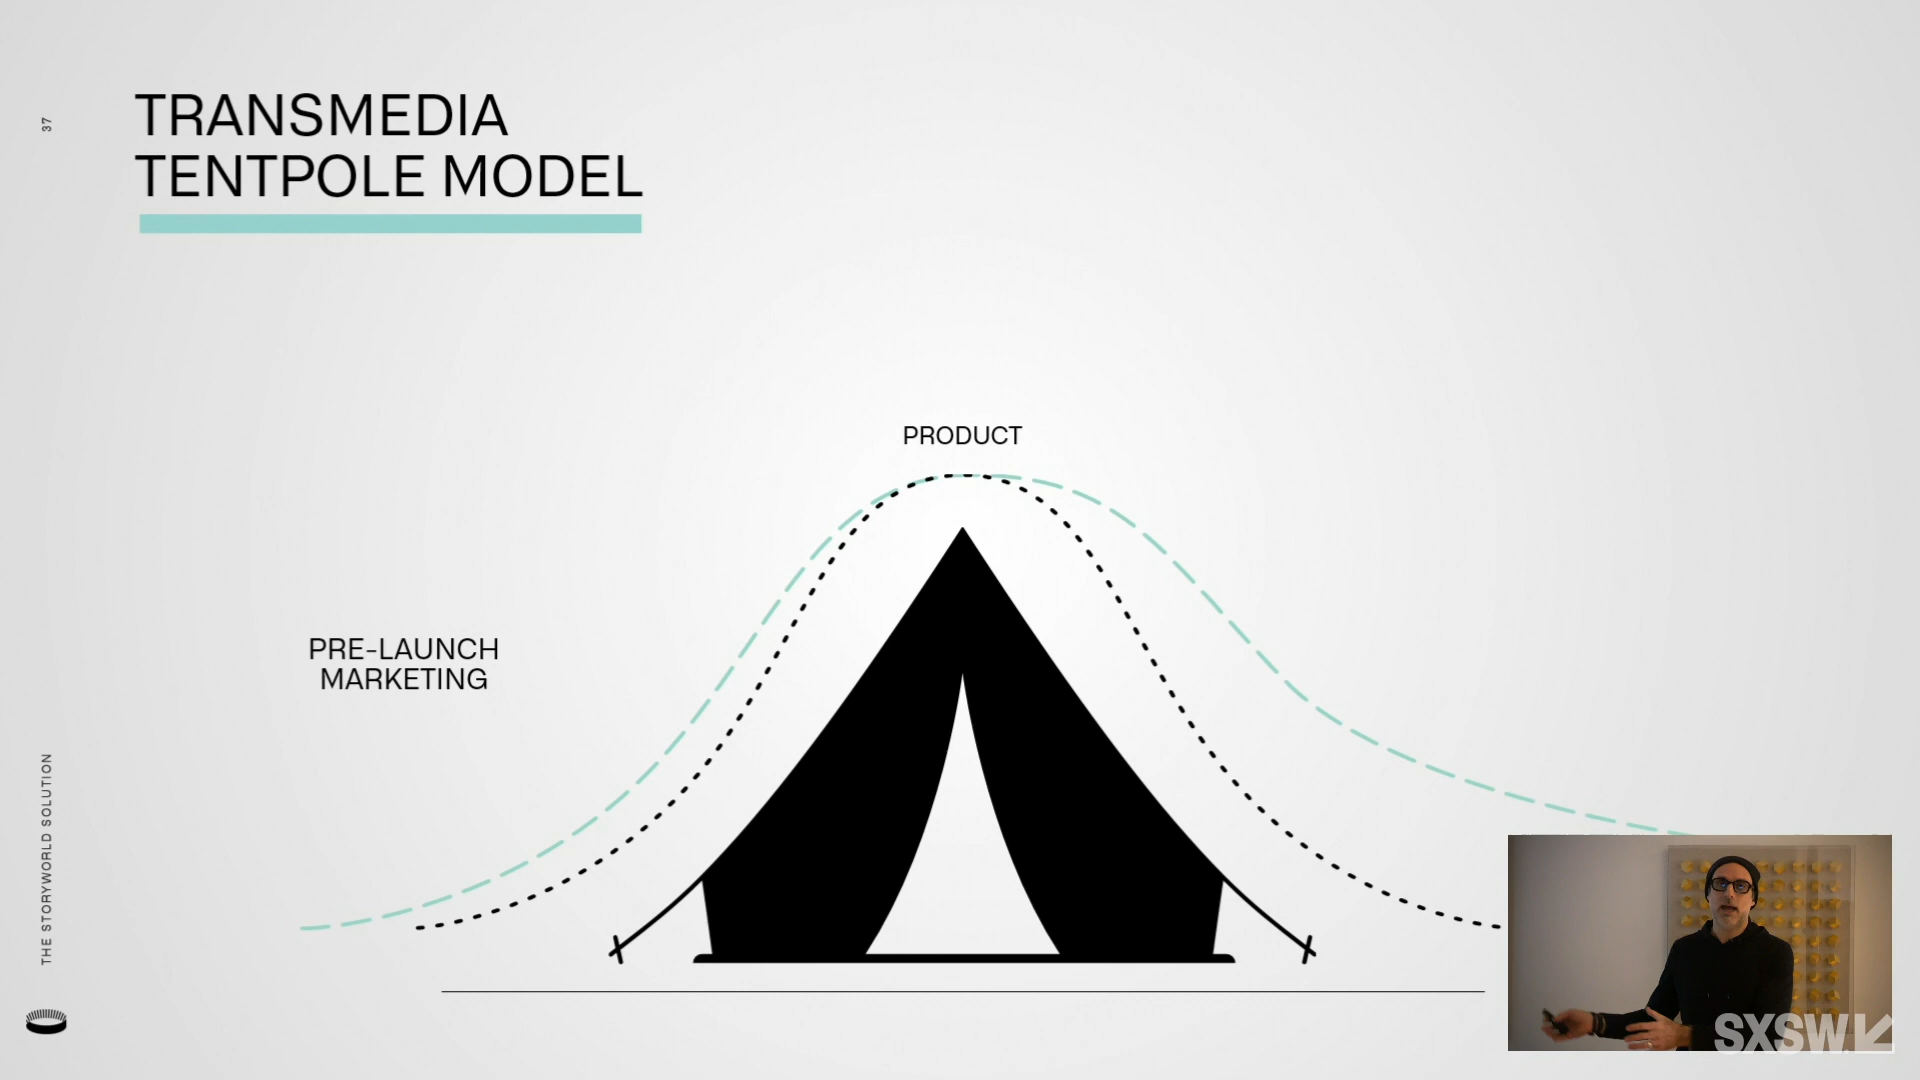 37
TRANSMEDIA
TENTPOLE MODEL
PRODUCT
PRE-LAUNCH
MARKETING
THE STORYWORLD SOLUTION
SXSW